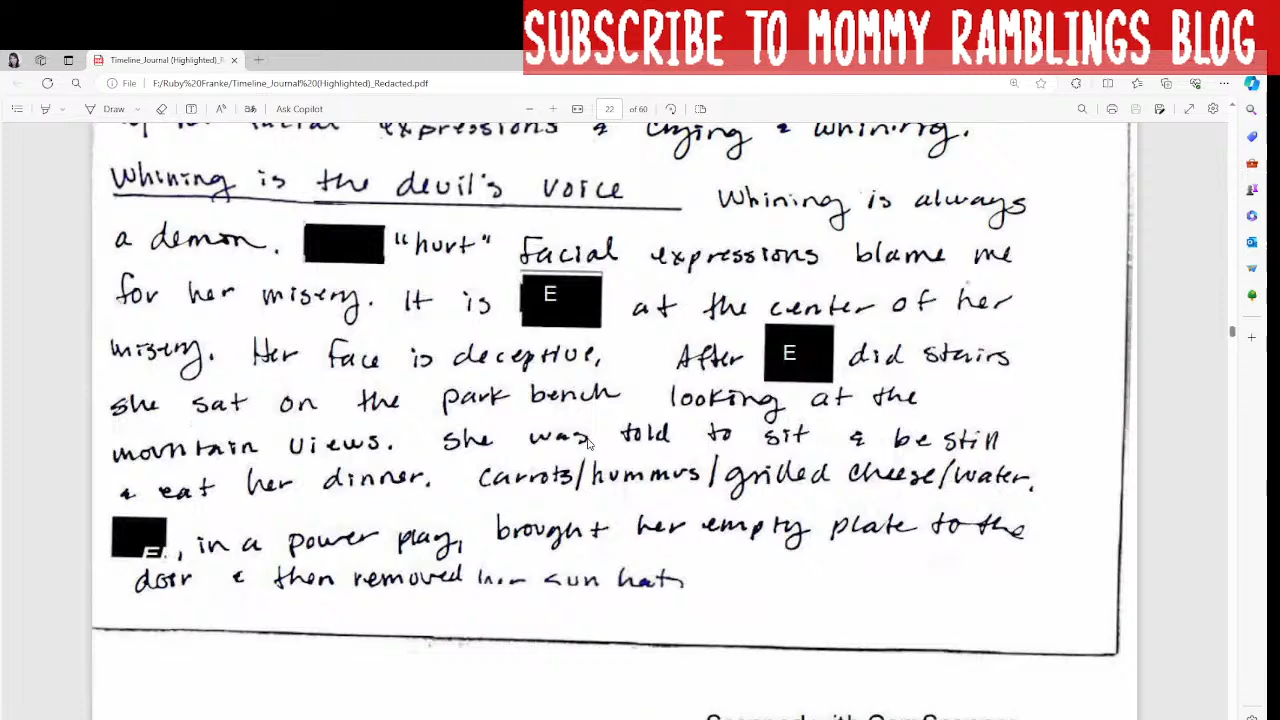 SUBSCRIBE TO MOMMY RAMBLINGS BLOG
Timeline_Journal (Highlighted)_R
File F:/Ruby%20Franke/Timeline_Journal%20(Highlighted)_Redacted.pdf
Draw Ask Copilot 22 of 60
facial expressions & crying & whining.
Whining is the devil's voice Whining is always
a demon. "hurt" facial expressions blame me
for her misery. It is E at the center of her
misery. Her face is deceptive. After E did stairs
she sat on the park bench looking at the
mountain views. She was told to sit & be still
& eat her dinner. Carrots/hummus/grilled cheese/water.
E, in a power play, brought her empty plate to the
door & then removed her sun hat,
Scanned with CamScanner